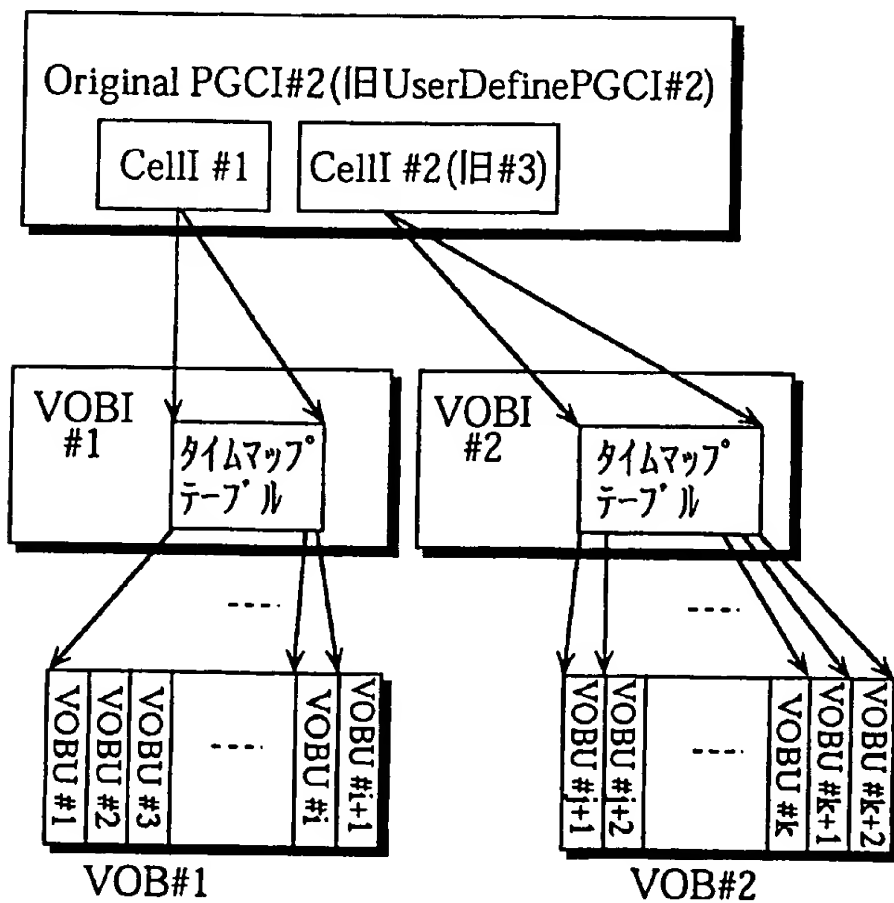 Original PGCI#2(旧UserDefinePGCI#2)
CellI #1
CellI #2(旧#3)
VOBI
#1
タイムマップ
テーブル
VOBI
#2
タイムマップ
テーブル
VOBU #1
VOBU #2
VOBU #3
VOBU #i
VOBU #i+1
VOB#1
VOBU #j+1
VOBU #j+2
VOBU #k
VOBU #k+1
VOBU #k+2
VOB#2